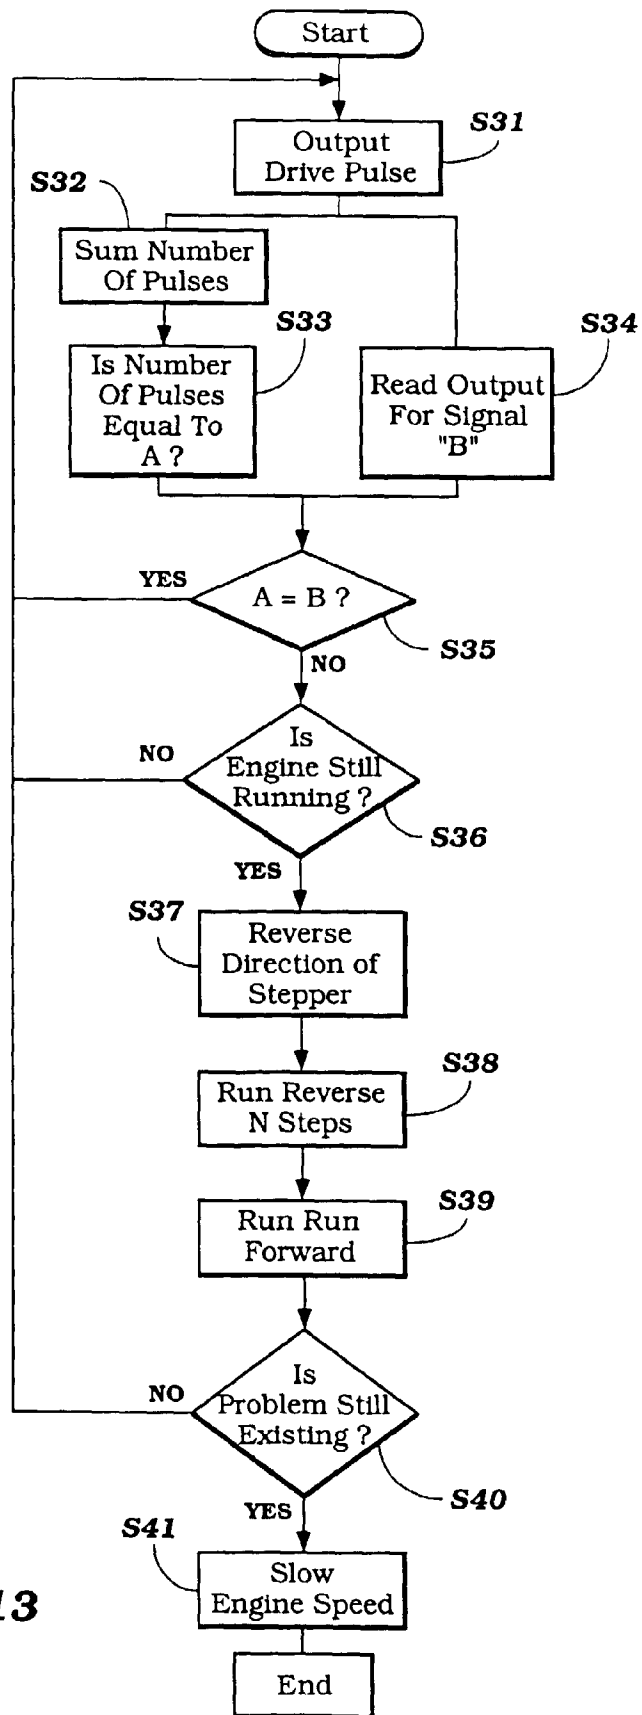 Start
S31
Output
Drive Pulse
S32
Sum Number
Of Pulses
S33
S34
Is Number
Of Pulses
Equal To
A ?
Read Output
For Signal
"B"
YES
A = B ?
S35
NO
NO
Is
Engine Still
Running ?
S36
YES
S37
Reverse
Direction of
Stepper
S38
Run Reverse
N Steps
S39
Run Run
Forward
NO
Is
Problem Still
Existing ?
S40
YES
S41
Slow
Engine Speed
13
End